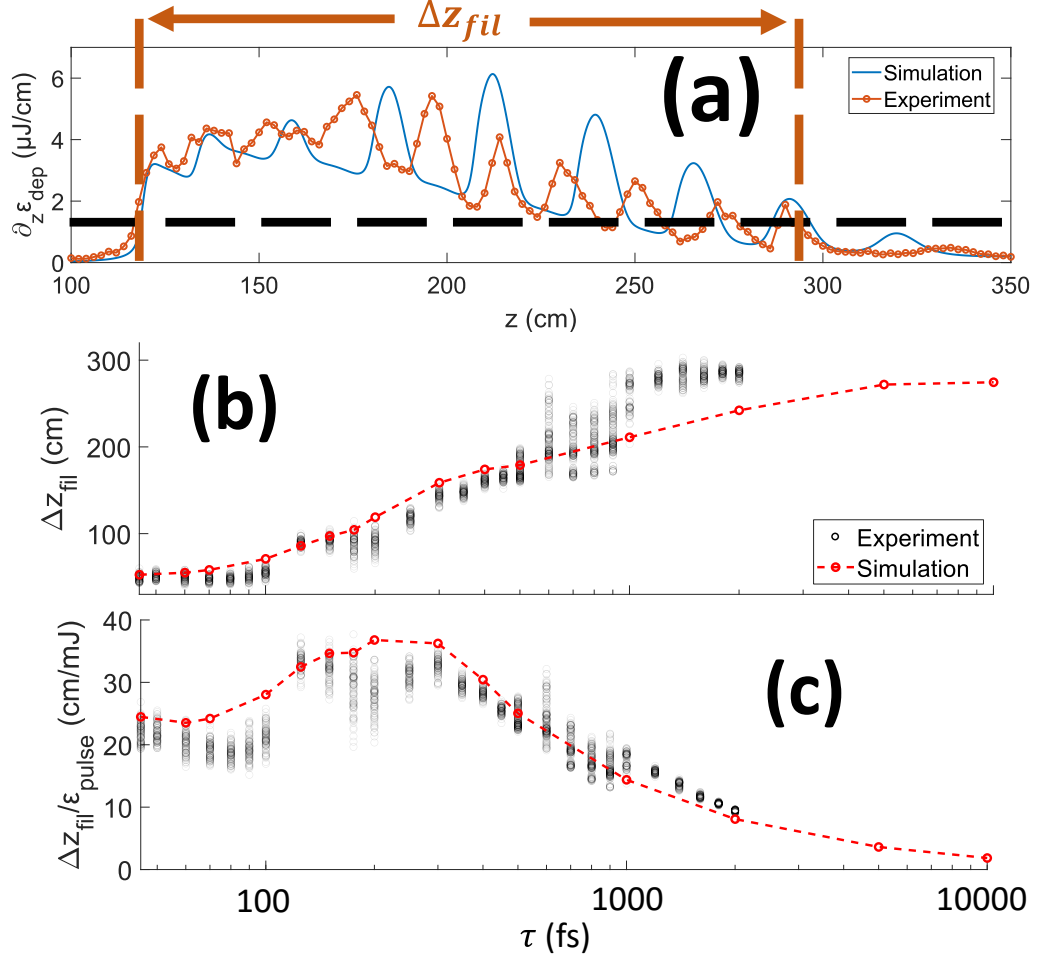 Δz_fil
(a)
Simulation
Experiment
∂_z ε_dep (μJ/cm)
6
4
2
0
100
150
200
250
300
350
z (cm)
(b)
Δz_fil (cm)
300
200
100
Experiment
Simulation
(c)
Δz_fil/ε_pulse (cm/mJ)
40
30
20
10
0
100
1000
10000
τ (fs)